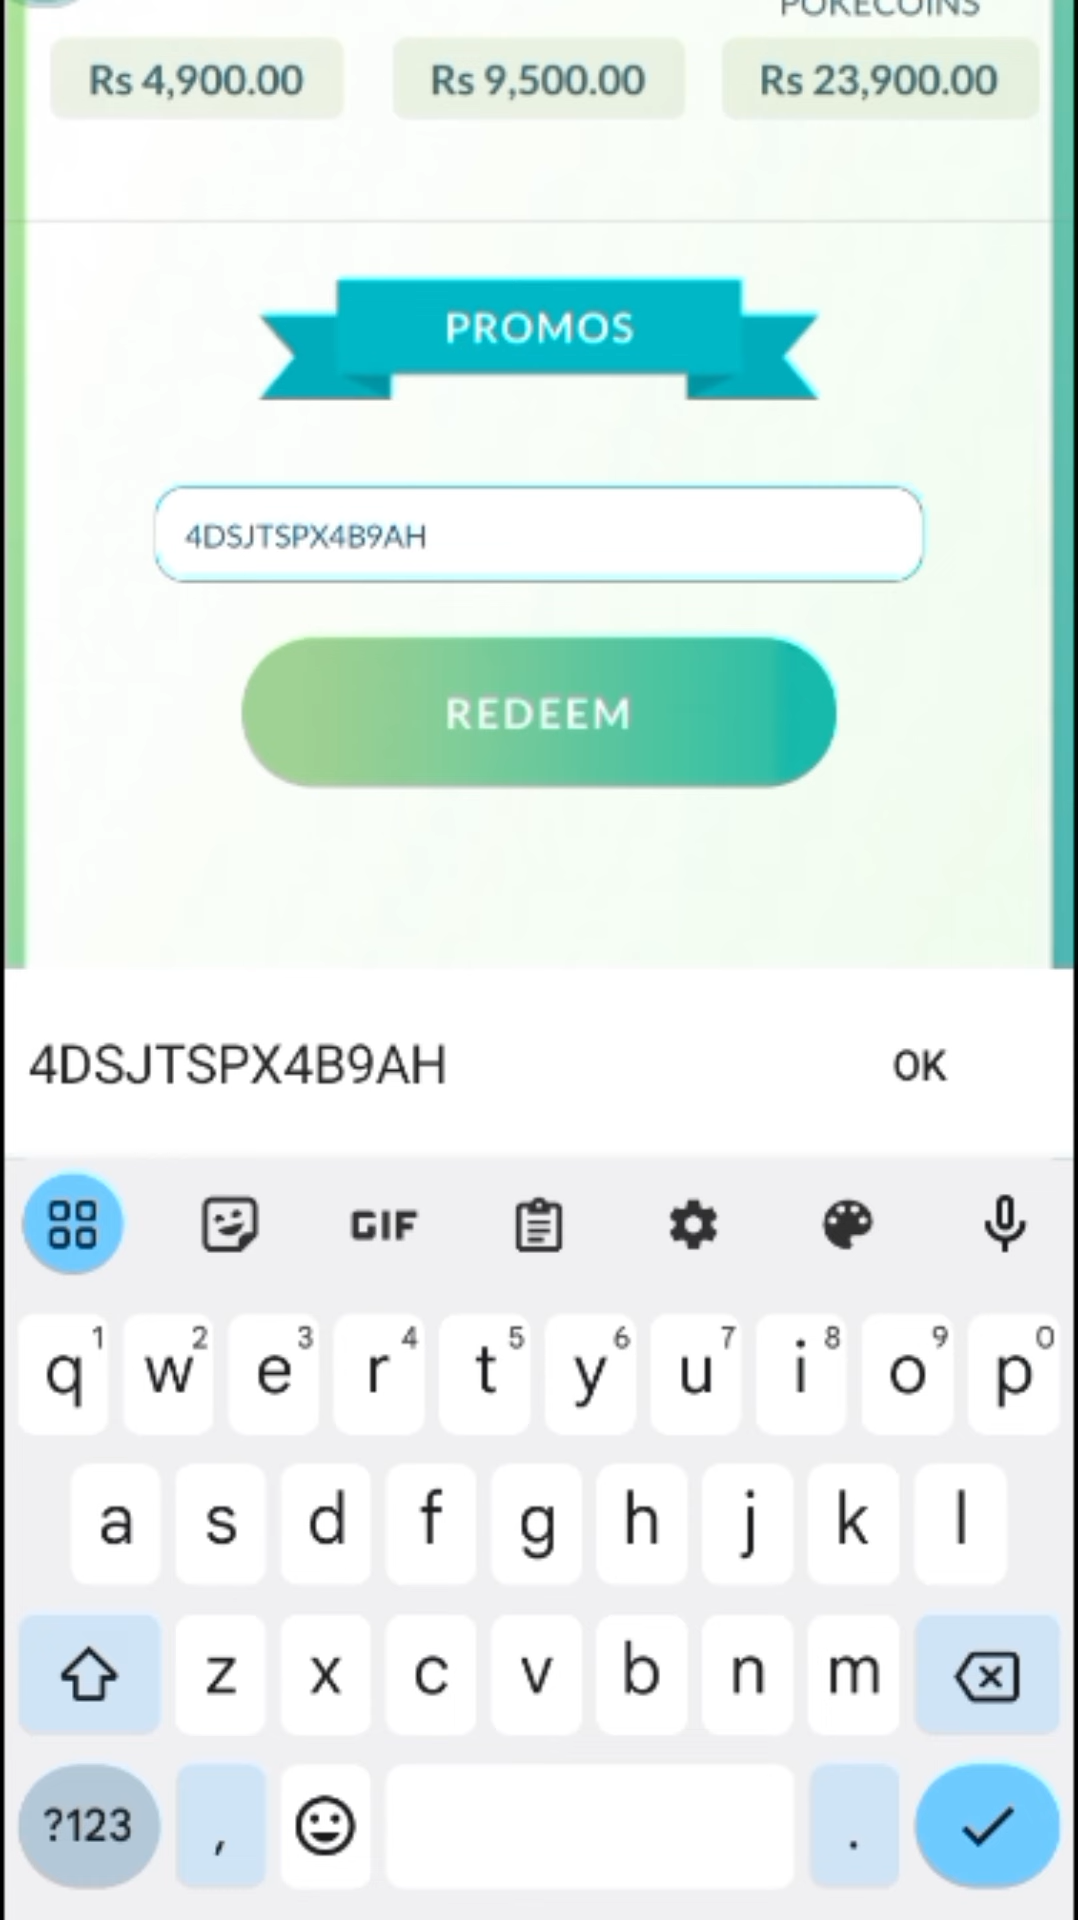 POKECOINS
Rs 4,900.00 Rs 9,500.00 Rs 23,900.00
PROMOS
4DSJTSPX4B9AH
REDEEM
4DSJTSPX4B9AH OK
GIF
q1 w2 e3 r4 t5 y6 u7 i8 o9 p0
a s d f g h j k l
z x c v b n m
?123 , .